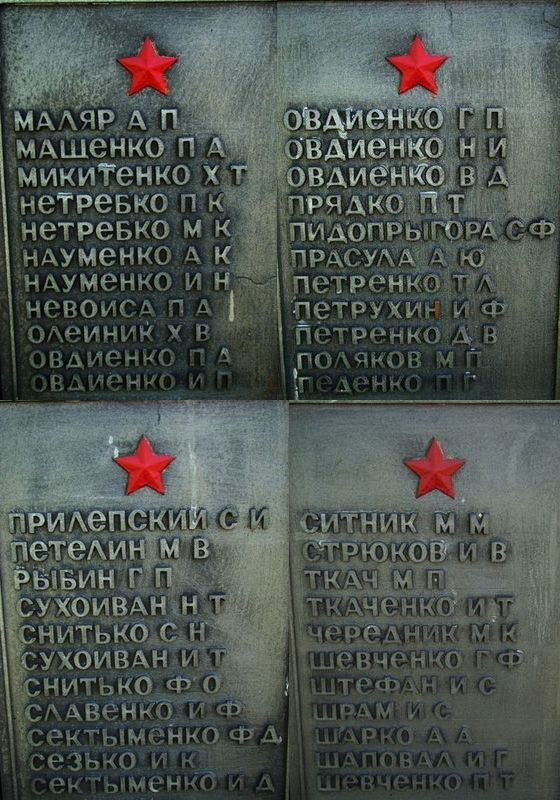 МАЛЯР А П
МАЩЕНКО П А
МИКИТЕНКО Х Т
НЕТРЕБКО П К
НЕТРЕБКО М К
НАУМЕНКО А К
НАУМЕНКО И Н
НЕВОИСА П А
ОЛЕИНИК Х В
ОВДИЕНКО П А
ОВДИЕНКО И П
ОВДИЕНКО Г П
ОВДИЕНКО Н И
ОВДИЕНКО В Д
ПРЯДКО П Т
ПИДОПРЫГОРА С Ф
ПРАСУЛА А Ю
ПЕТРЕНКО Т Л
ПЕТРУХИН И Ф
ПЕТРЕНКО Д В
ПОЛЯКОВ М П
ПЕДЕНКО П Г
ПРИЛЕПСКИЙ С И
ПЕТЕЛИН М В
РЫБИН Г П
СУХОИВАН Н Т
СНИТЬКО С Н
СУХОИВАН И Т
СНИТЬКО Ф О
СЛАВЕНКО И Ф
СЕКТЫМЕНКО Ф Д
СЕЗЬКО И К
СЕКТЫМЕНКО И Д
СИТНИК М М
СТРЮКОВ И В
ТКАЧ М П
ТКАЧЕНКО И Т
ЧЕРЕДНИК М К
ШЕВЧЕНКО Г Ф
ШТЕФАН И С
ШРАМ И С
ШАРКО А А
ШАПОВАЛ И Г
ШЕВЧЕНКО П Т